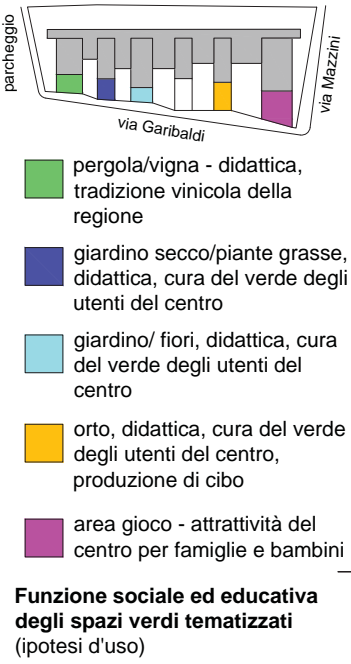 parcheggio
via Mazzini
via Garibaldi
pergola/vigna - didattica,
tradizione vinicola della
regione
giardino secco/piante grasse,
didattica, cura del verde degli
utenti del centro
giardino/ fiori, didattica, cura
del verde degli utenti del
centro
orto, didattica, cura del verde
degli utenti del centro,
produzione di cibo
area gioco - attrattività del
centro per famiglie e bambini
Funzione sociale ed educativa
degli spazi verdi tematizzati
(ipotesi d'uso)